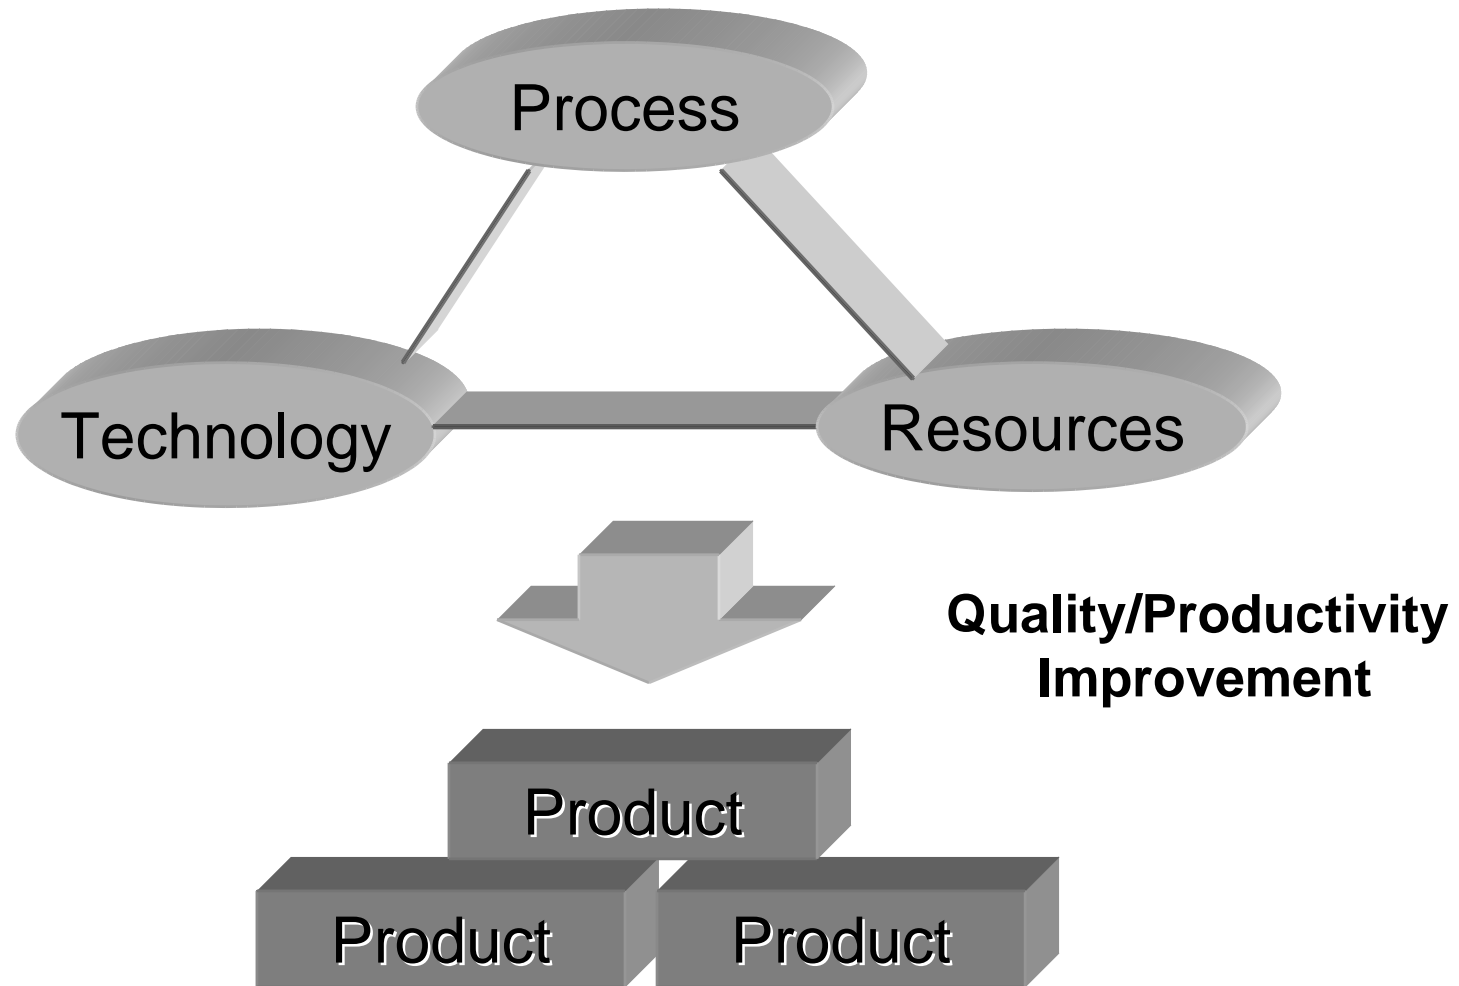 Process
Technology
Resources
Quality/Productivity
Improvement
Product
Product
Product